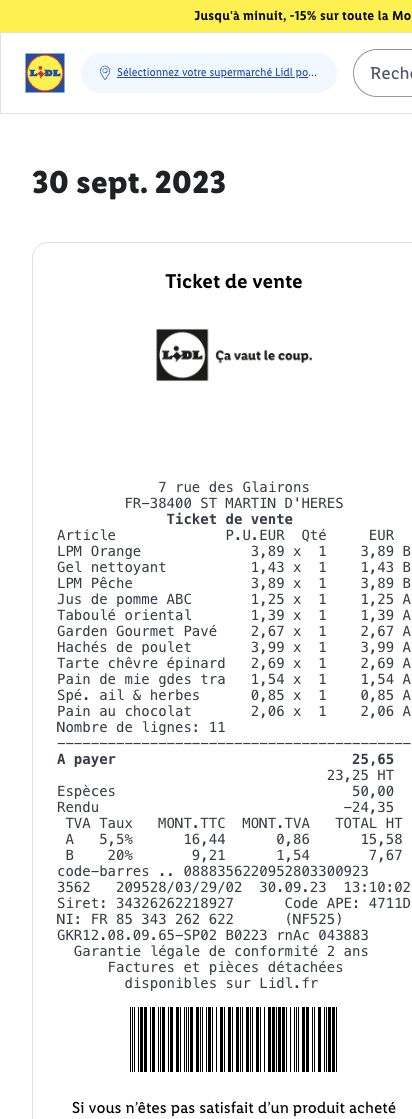 Jusqu'à minuit, -15% sur toute la Mo
LiDL
Sélectionnez votre supermarché Lidl po...
Reche
30 sept. 2023
Ticket de vente
LiDL Ça vaut le coup.
7 rue des Glairons
FR-38400 ST MARTIN D'HERES
Ticket de vente
Article P.U.EUR Qté EUR
LPM Orange 3,89 x 1 3,89 B
Gel nettoyant 1,43 x 1 1,43 B
LPM Pêche 3,89 x 1 3,89 B
Jus de pomme ABC 1,25 x 1 1,25 A
Taboulé oriental 1,39 x 1 1,39 A
Garden Gourmet Pavé 2,67 x 1 2,67 A
Hachés de poulet 3,99 x 1 3,99 A
Tarte chêvre épinard 2,69 x 1 2,69 A
Pain de mie gdes tra 1,54 x 1 1,54 A
Spé. ail & herbes 0,85 x 1 0,85 A
Pain au chocolat 2,06 x 1 2,06 A
Nombre de lignes: 11
A payer 25,65
23,25 HT
Espèces 50,00
Rendu -24,35
TVA Taux MONT.TTC MONT.TVA TOTAL HT
A 5,5% 16,44 0,86 15,58
B 20% 9,21 1,54 7,67
code-barres .. 0888356220952803300923
3562 209528/03/29/02 30.09.23 13:10:02
Siret: 34326262218927 Code APE: 4711D
NI: FR 85 343 262 622 (NF525)
GKR12.08.09.65-SP02 B0223 rnAc 043883
Garantie légale de conformité 2 ans
Factures et pièces détachées
disponibles sur Lidl.fr
Si vous n'êtes pas satisfait d'un produit acheté